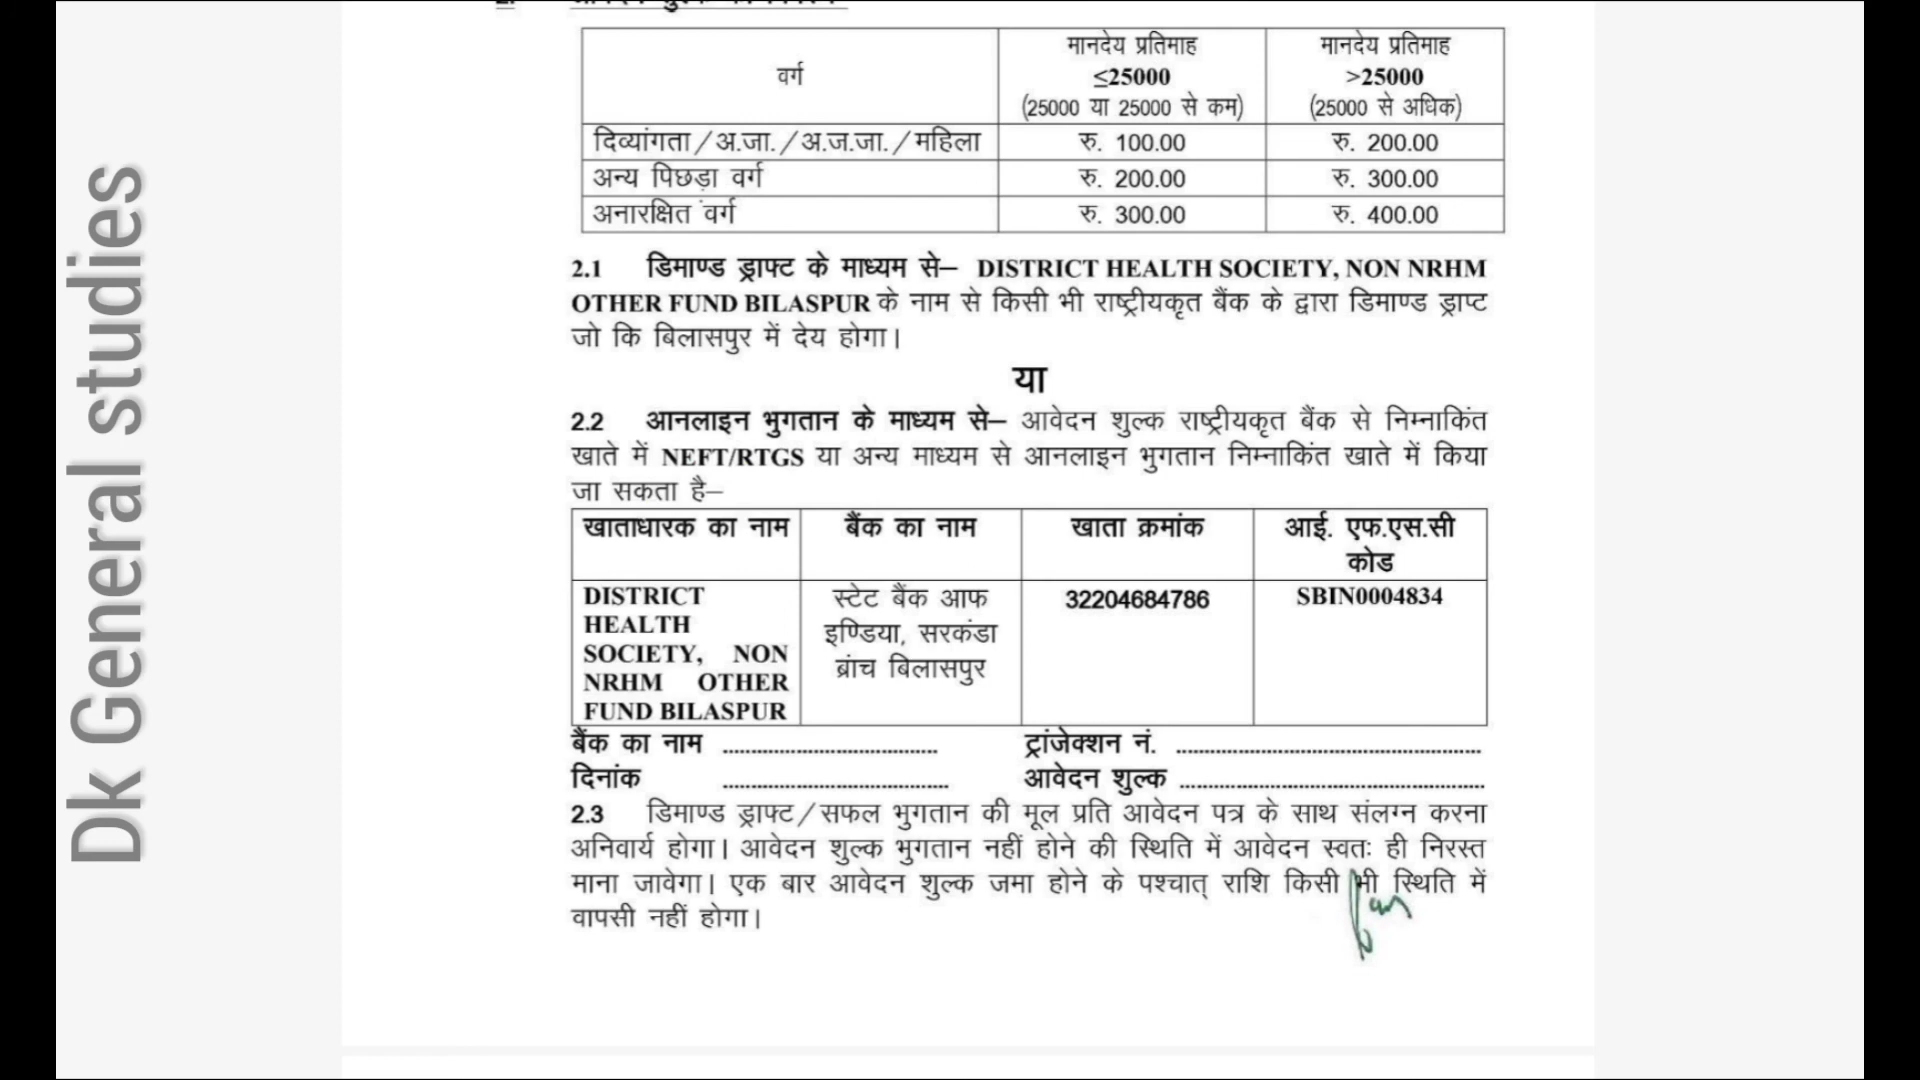 Dk General studies
वर्ग
मानदेय प्रतिमाह
≤25000
(25000 या 25000 से कम)
मानदेय प्रतिमाह
>25000
(25000 से अधिक)
दिव्यांगता/अ.जा./अ.ज.जा./महिला रु. 100.00 रु. 200.00
अन्य पिछड़ा वर्ग रु. 200.00 रु. 300.00
अनारक्षित वर्ग रु. 300.00 रु. 400.00
2.1 डिमाण्ड ड्राफ्ट के माध्यम से– DISTRICT HEALTH SOCIETY, NON NRHM
OTHER FUND BILASPUR के नाम से किसी भी राष्ट्रीयकृत बैंक के द्वारा डिमाण्ड ड्राप्ट
जो कि बिलासपुर में देय होगा।
या
2.2 आनलाइन भुगतान के माध्यम से– आवेदन शुल्क राष्ट्रीयकृत बैंक से निम्नाकिंत
खाते में NEFT/RTGS या अन्य माध्यम से आनलाइन भुगतान निम्नाकिंत खाते में किया
जा सकता है–
खाताधारक का नाम
बैंक का नाम
खाता क्रमांक
आई. एफ.एस.सी
कोड
DISTRICT
HEALTH
SOCIETY, NON
NRHM OTHER
FUND BILASPUR
स्टेट बैंक आफ
इण्डिया, सरकंडा
ब्रांच बिलासपुर
32204684786
SBIN0004834
बैंक का नाम ...................................... ट्रांजेक्शन नं. ......................................................
दिनांक ........................................ आवेदन शुल्क ......................................................
2.3 डिमाण्ड ड्राफ्ट/सफल भुगतान की मूल प्रति आवेदन पत्र के साथ संलग्न करना
अनिवार्य होगा। आवेदन शुल्क भुगतान नहीं होने की स्थिति में आवेदन स्वतः ही निरस्त
माना जावेगा। एक बार आवेदन शुल्क जमा होने के पश्चात् राशि किसी भी स्थिति में
वापसी नहीं होगा।